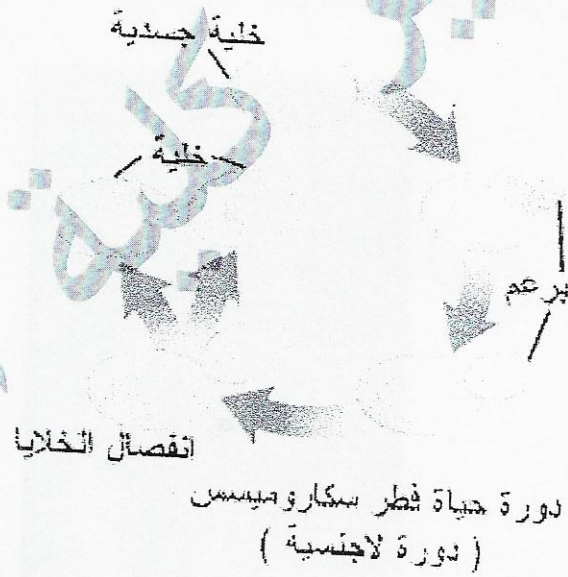 خلية جسدية
خلية
برعم
انفصال الخلايا
دورة حياة فطر سكاروميسس
( دورة لاجنسية )